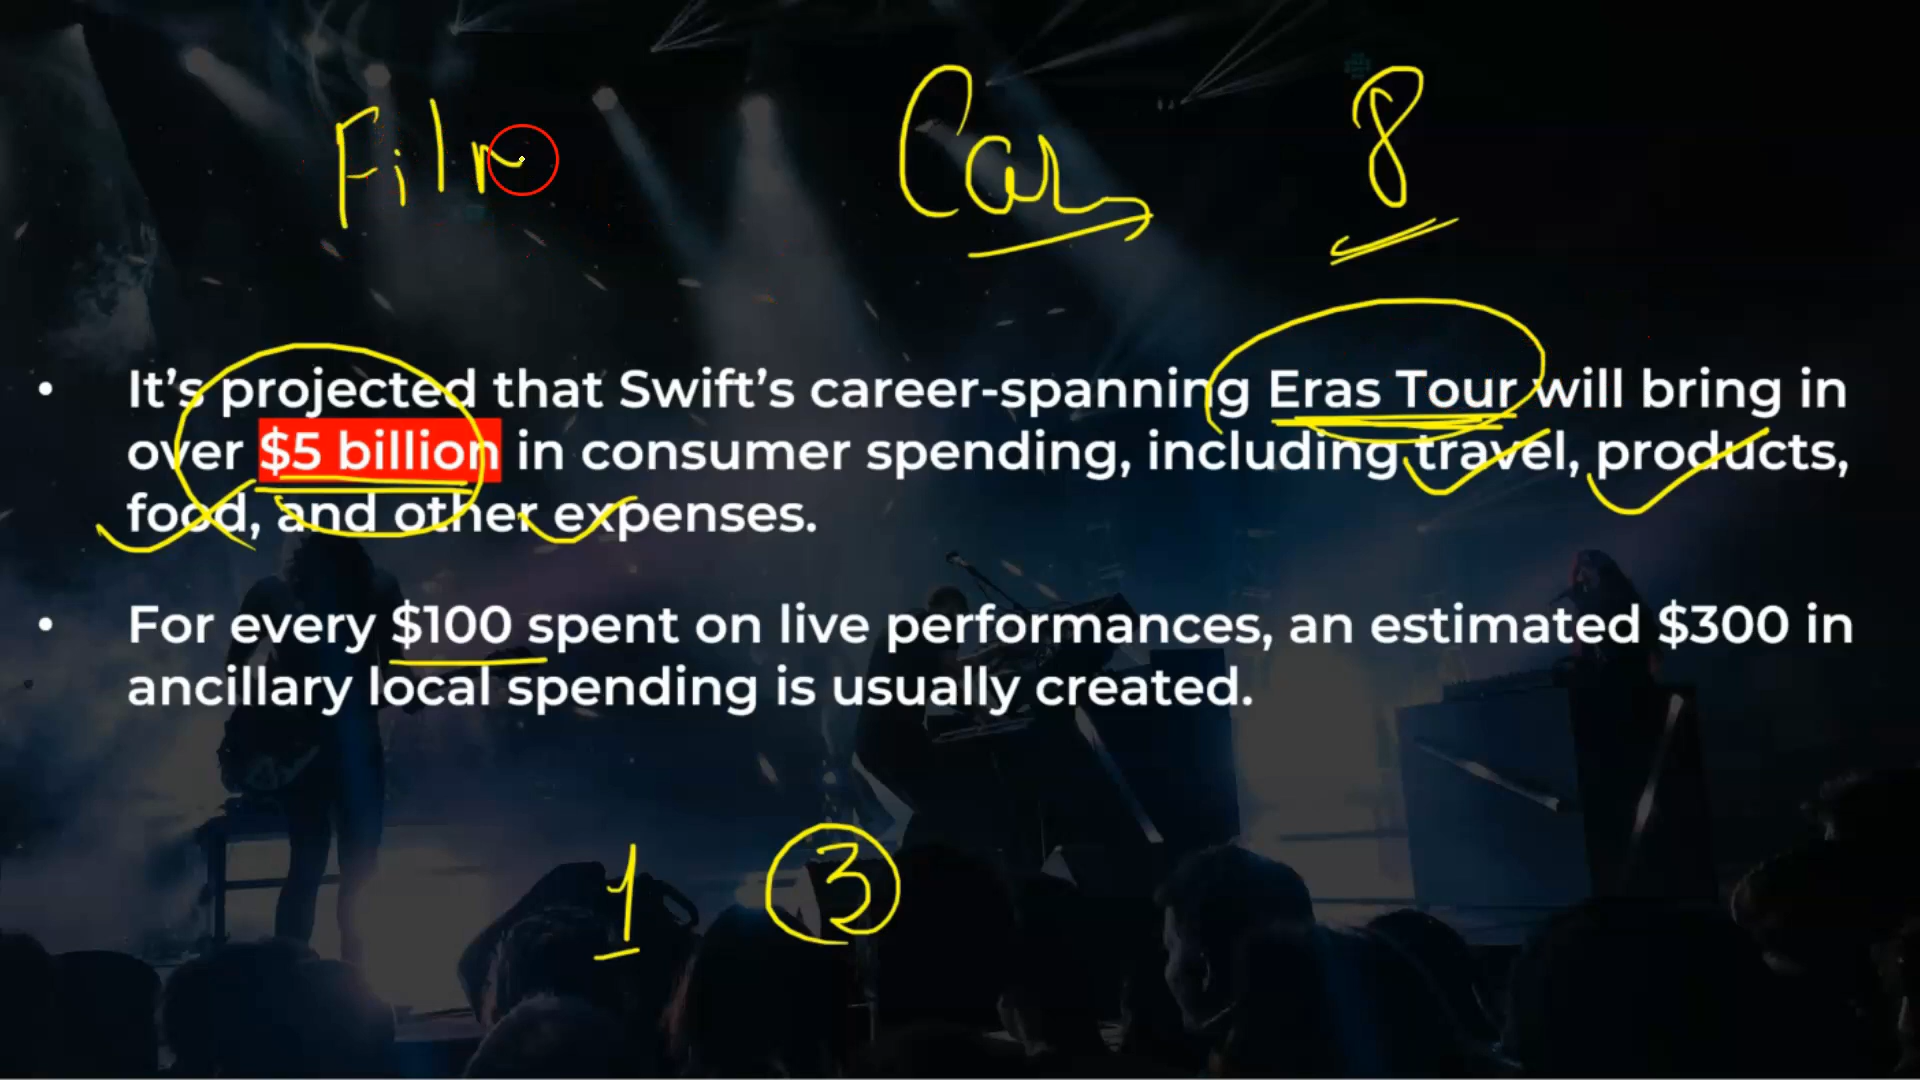 Film Car 8
• It's projected that Swift's career-spanning Eras Tour will bring in
over $5 billion in consumer spending, including travel, products,
food, and other expenses.
• For every $100 spent on live performances, an estimated $300 in
ancillary local spending is usually created.
1 3